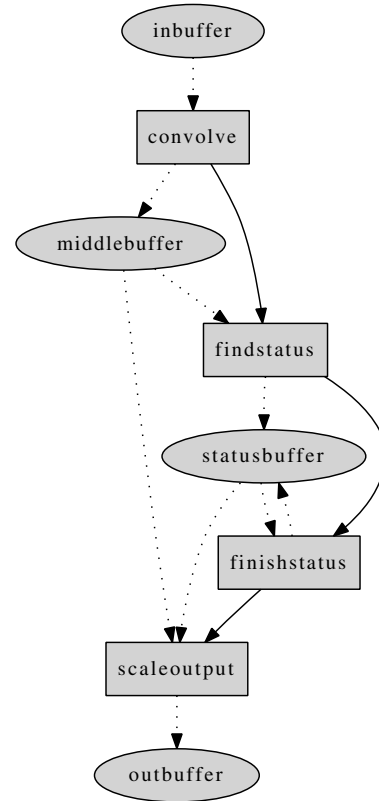 inbuffer
convolve
middlebuffer
findstatus
statusbuffer
finishstatus
scaleoutput
outbuffer